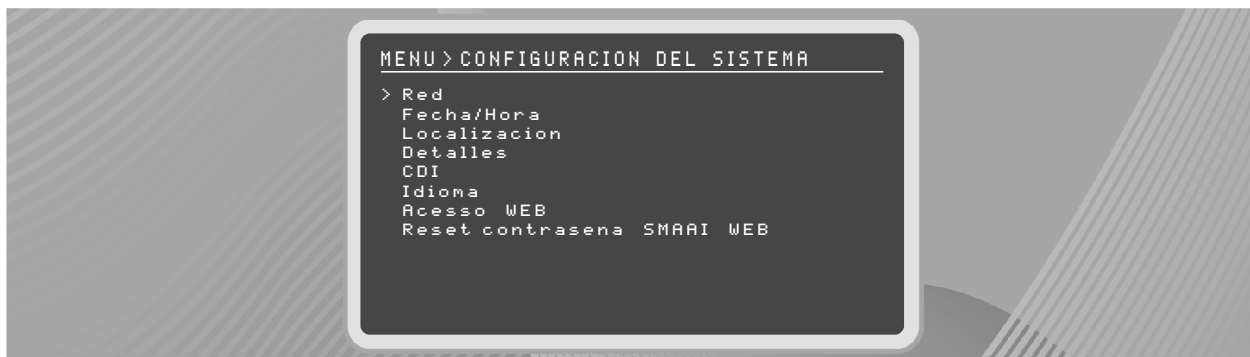 MENU > CONFIGURACION DEL SISTEMA
> Red
Fecha/Hora
Localizacion
Detalles
CDI
Idioma
Acesso WEB
Reset contrasena SMAAI WEB